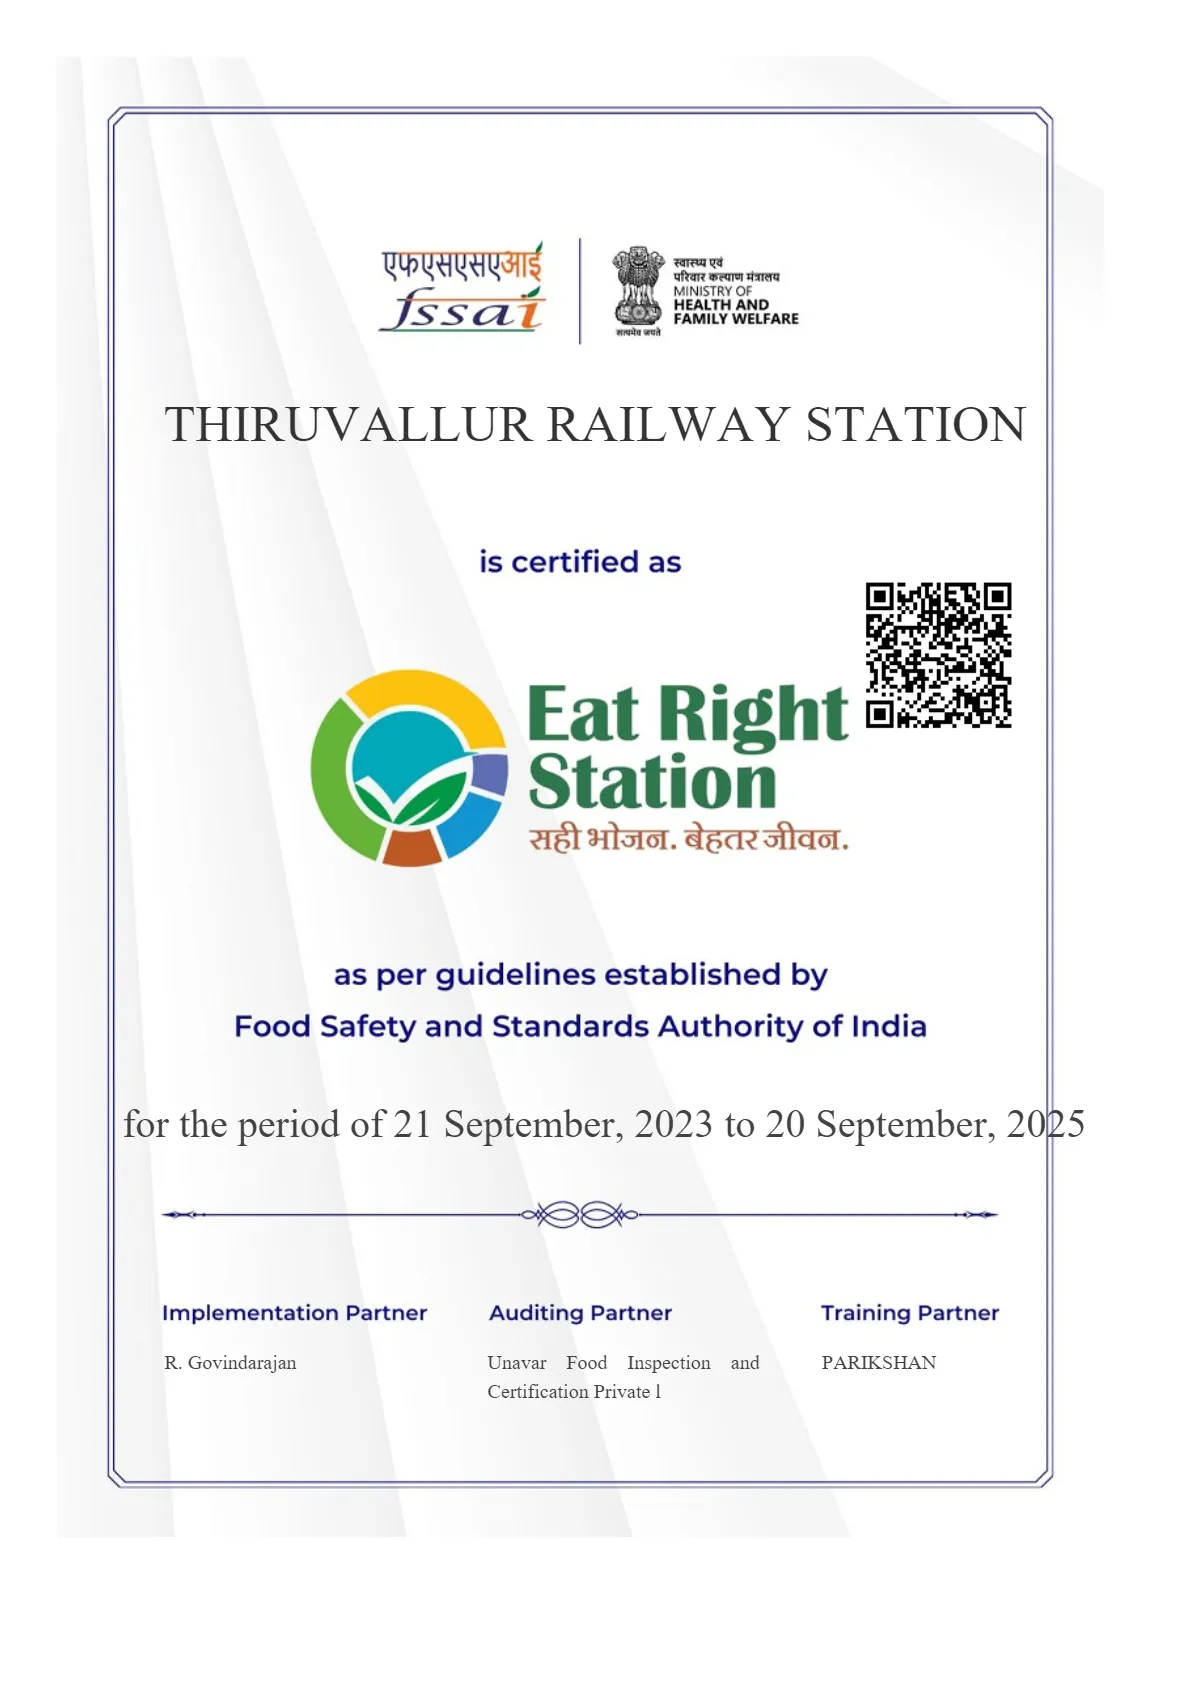 एफएसएसएआई
fssai
स्वास्थ्य एवं
परिवार कल्याण मंत्रालय
MINISTRY OF
HEALTH AND
FAMILY WELFARE
सत्यमेव जयते
THIRUVALLUR RAILWAY STATION
is certified as
Eat Right
Station
सही भोजन. बेहतर जीवन.
as per guidelines established by
Food Safety and Standards Authority of India
for the period of 21 September, 2023 to 20 September, 2025
Implementation Partner
R. Govindarajan
Auditing Partner
Unavar Food Inspection and
Certification Private l
Training Partner
PARIKSHAN